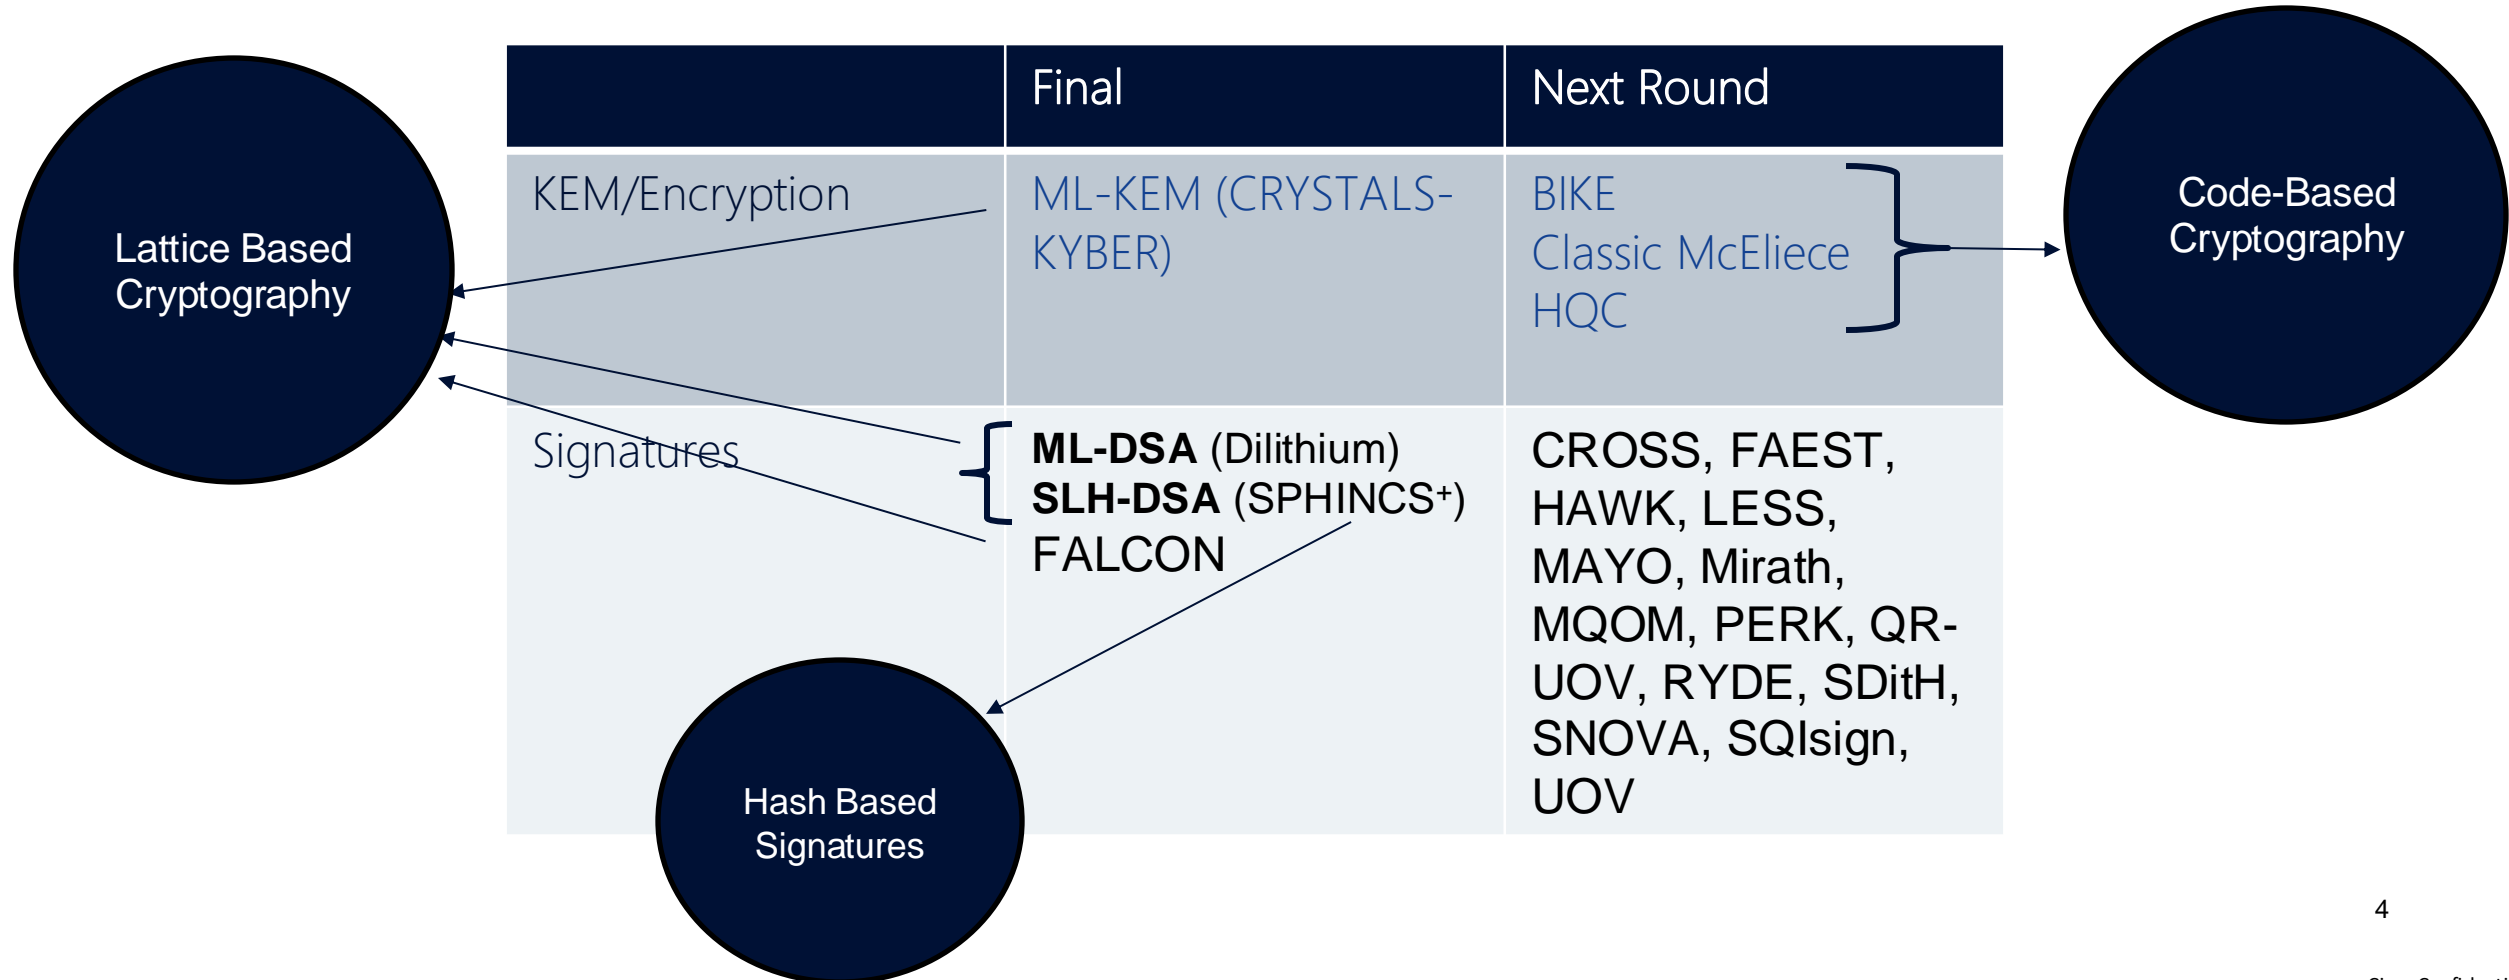 Lattice Based
Cryptography
Final
Next Round
KEM/Encryption
ML-KEM (CRYSTALS-
KYBER)
BIKE
Classic McEliece
HQC
Signatures
ML-DSA (Dilithium)
SLH-DSA (SPHINCS+)
FALCON
CROSS, FAEST,
HAWK, LESS,
MAYO, Mirath,
MQOM, PERK, QR-
UOV, RYDE, SDitH,
SNOVA, SQIsign,
UOV
Code-Based
Cryptography
Hash Based
Signatures
4